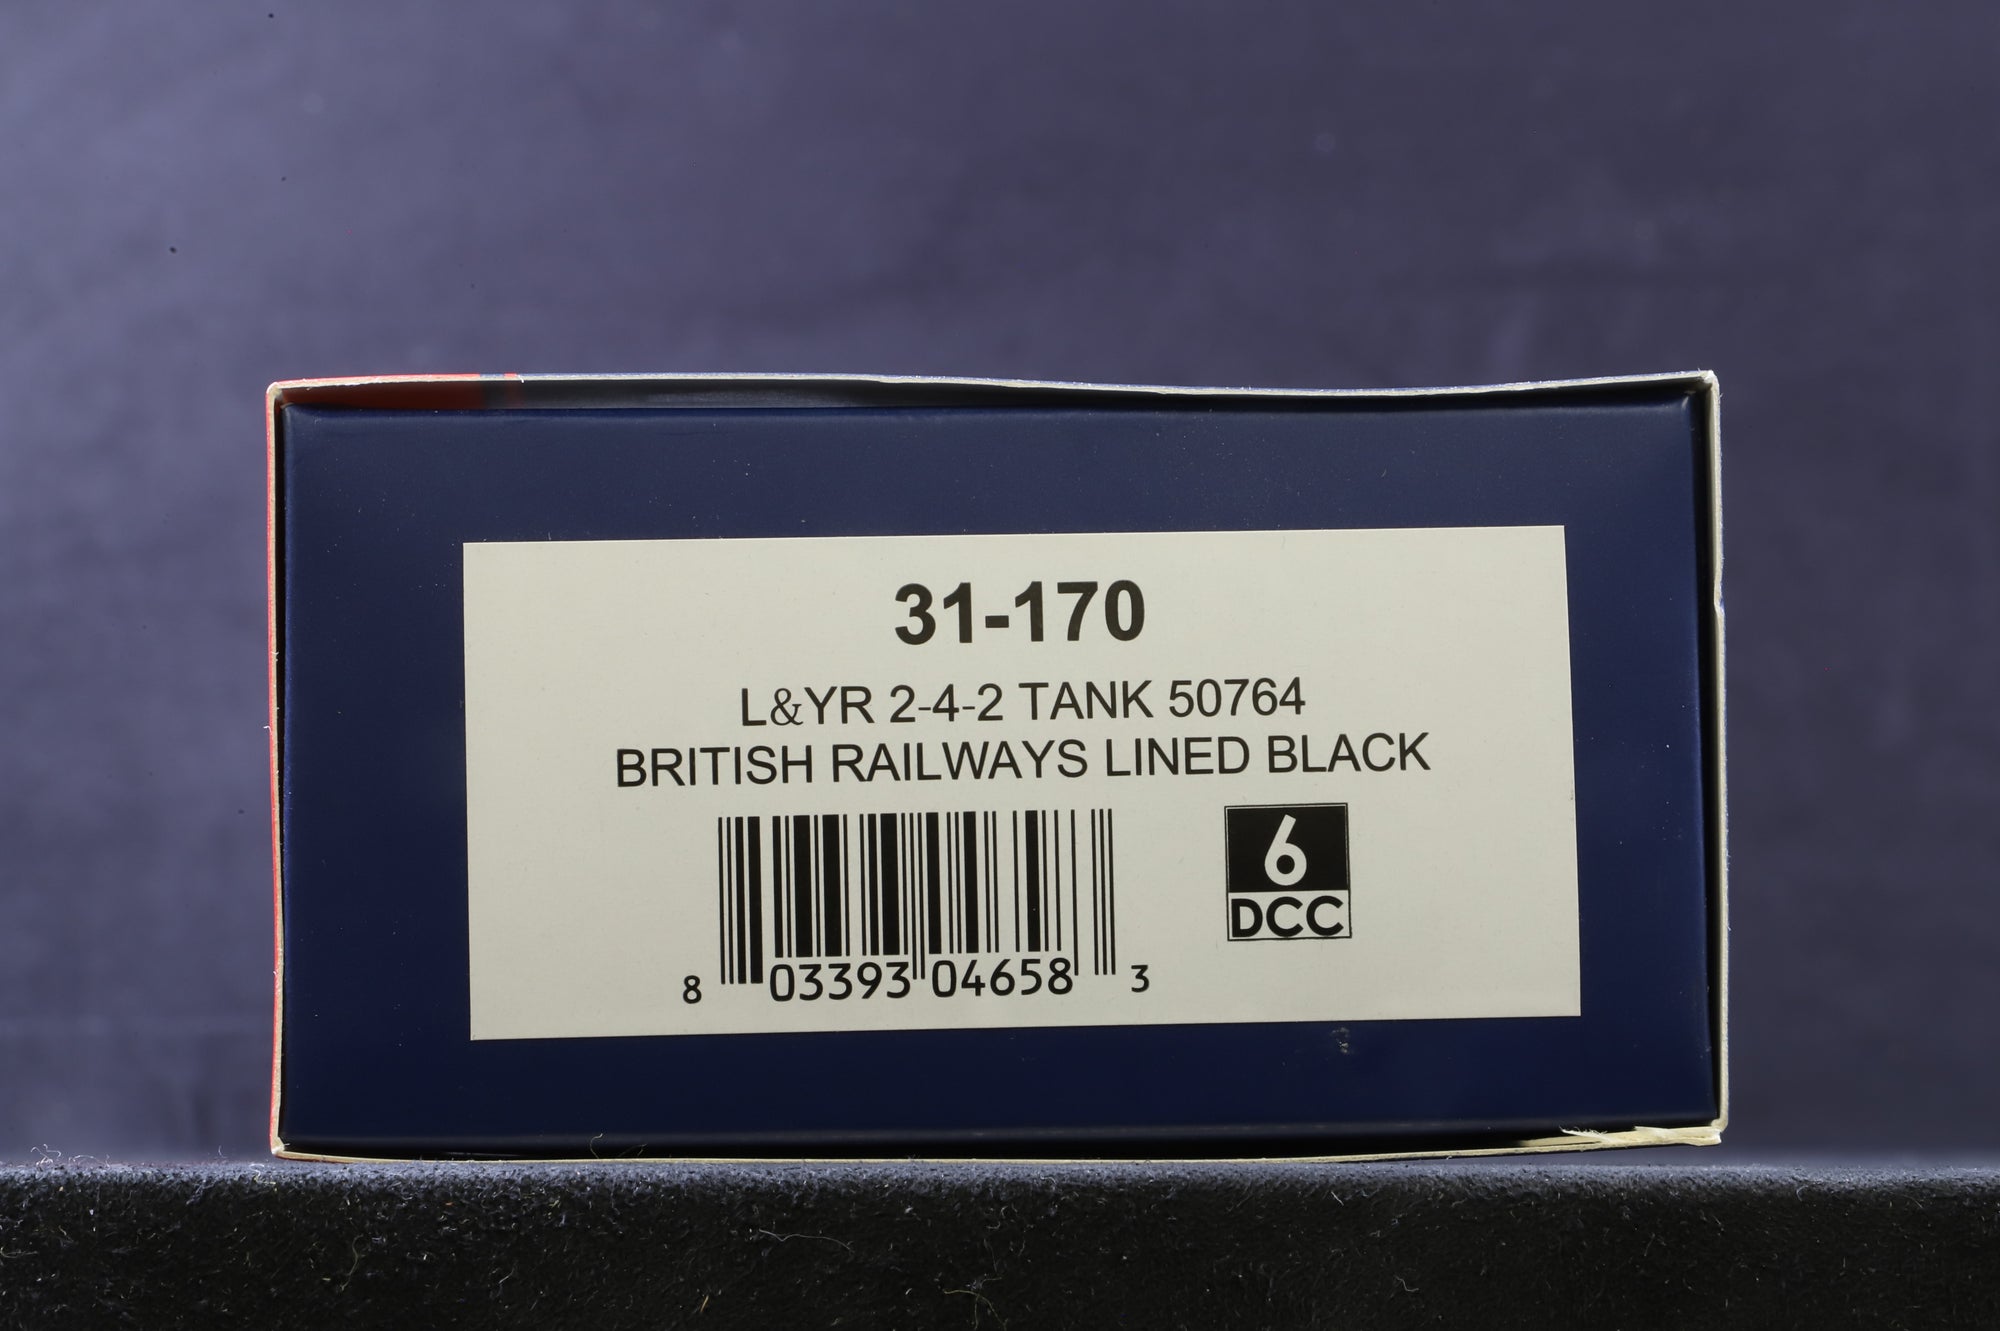 31-170
L&YR 2-4-2 TANK 50764
BRITISH RAILWAYS LINED BLACK
6
DCC
8 03393 04658 3